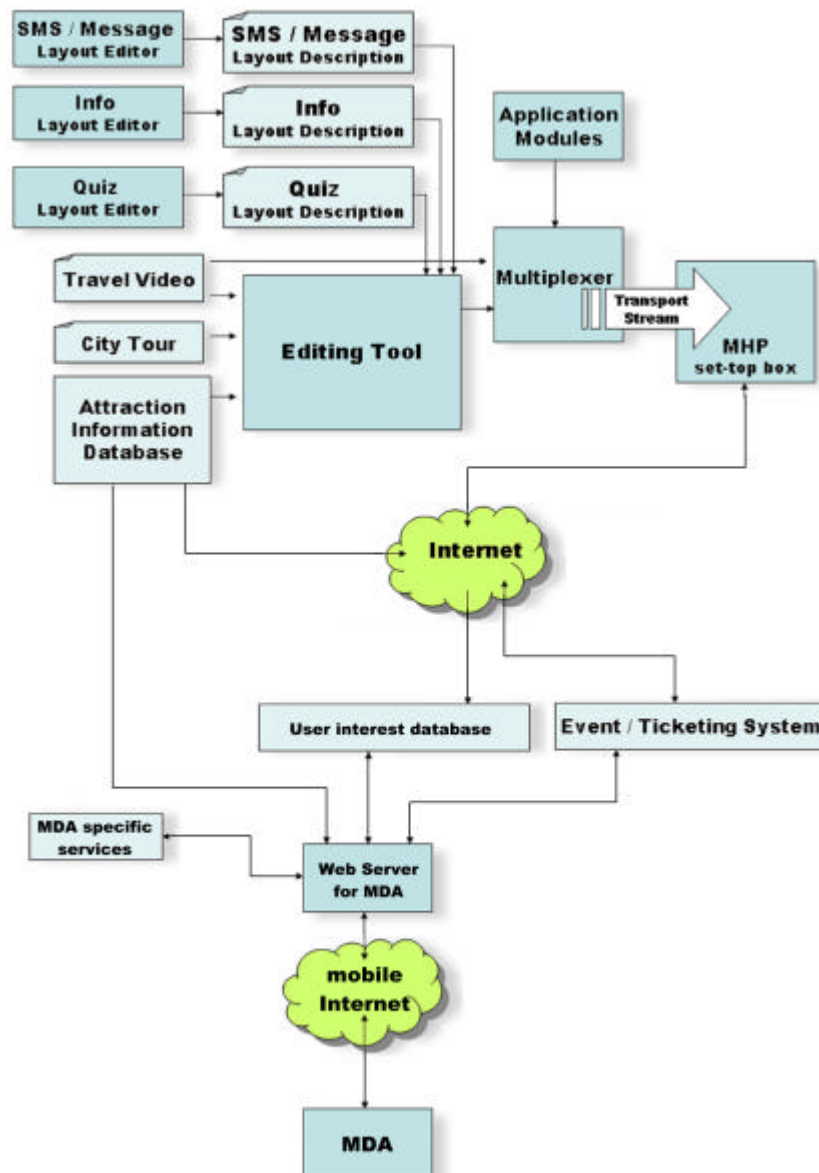 SMS / Message
Layout Editor
SMS / Message
Layout Description
Info
Layout Editor
Info
Layout Description
Application
Modules
Quiz
Layout Editor
Quiz
Layout Description
Travel Video
Multiplexer
Transport
Stream
City Tour
Editing Tool
MHP
set-top box
Attraction
Information
Database
Internet
User interest database
Event / Ticketing System
MDA specific
services
Web Server
for MDA
mobile
Internet
MDA